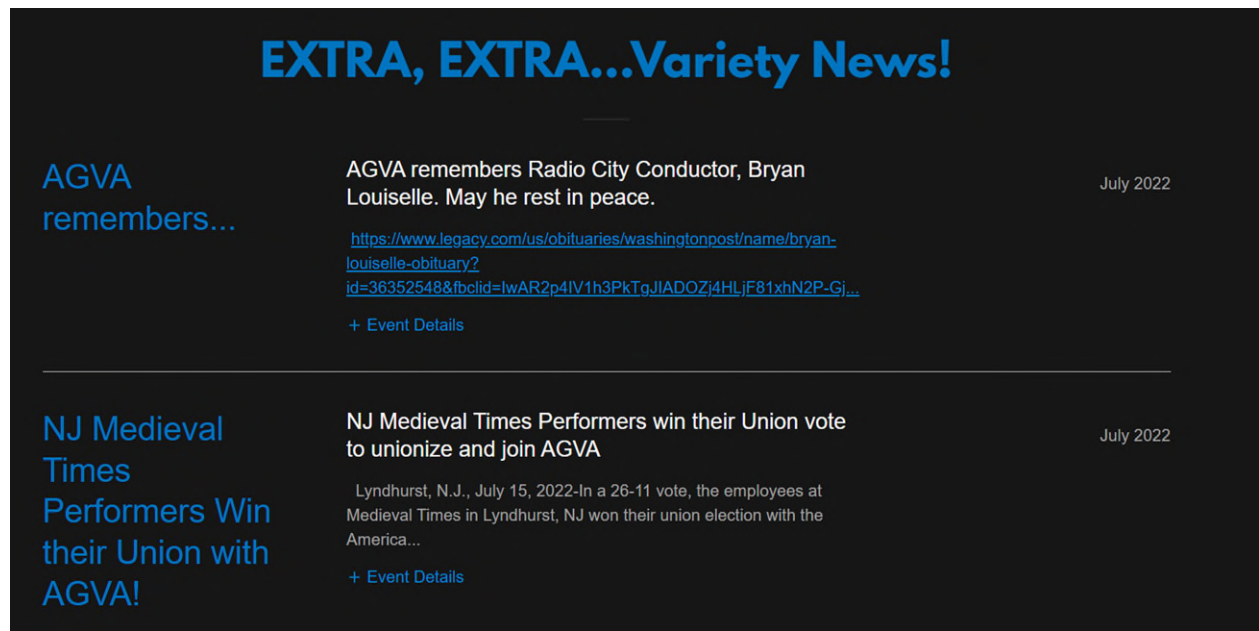 EXTRA, EXTRA...Variety News!
AGVA
remembers...
AGVA remembers Radio City Conductor, Bryan
Louiselle. May he rest in peace.
July 2022
https://www.legacy.com/us/obituaries/washingtonpost/name/bryan-
louiselle-obituary?
id=36352548&fbclid=IwAR2p4IV1h3PkTgJIADOZj4HLjF81xhN2P-Gj...
+ Event Details
NJ Medieval
Times
Performers Win
their Union with
AGVA!
NJ Medieval Times Performers win their Union vote
to unionize and join AGVA
July 2022
Lyndhurst, N.J., July 15, 2022-In a 26-11 vote, the employees at
Medieval Times in Lyndhurst, NJ won their union election with the
America...
+ Event Details